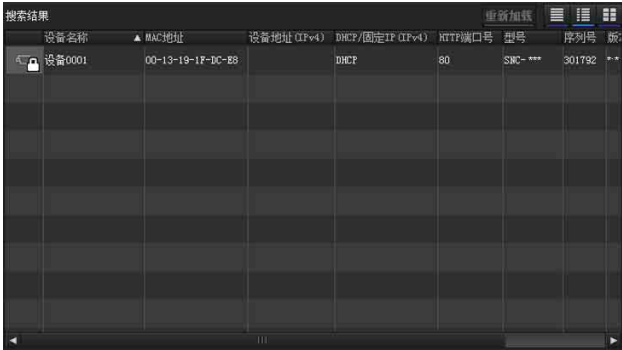 搜索结果 重新加载
设备名称 ▲ MAC地址 设备地址(IPv4) DHCP/固定IP(IPv4) HTTP端口号 型号 序列号 版本
设备0001 00-13-19-1F-DC-E8 DHCP 80 SNC-*** 301792 *.*